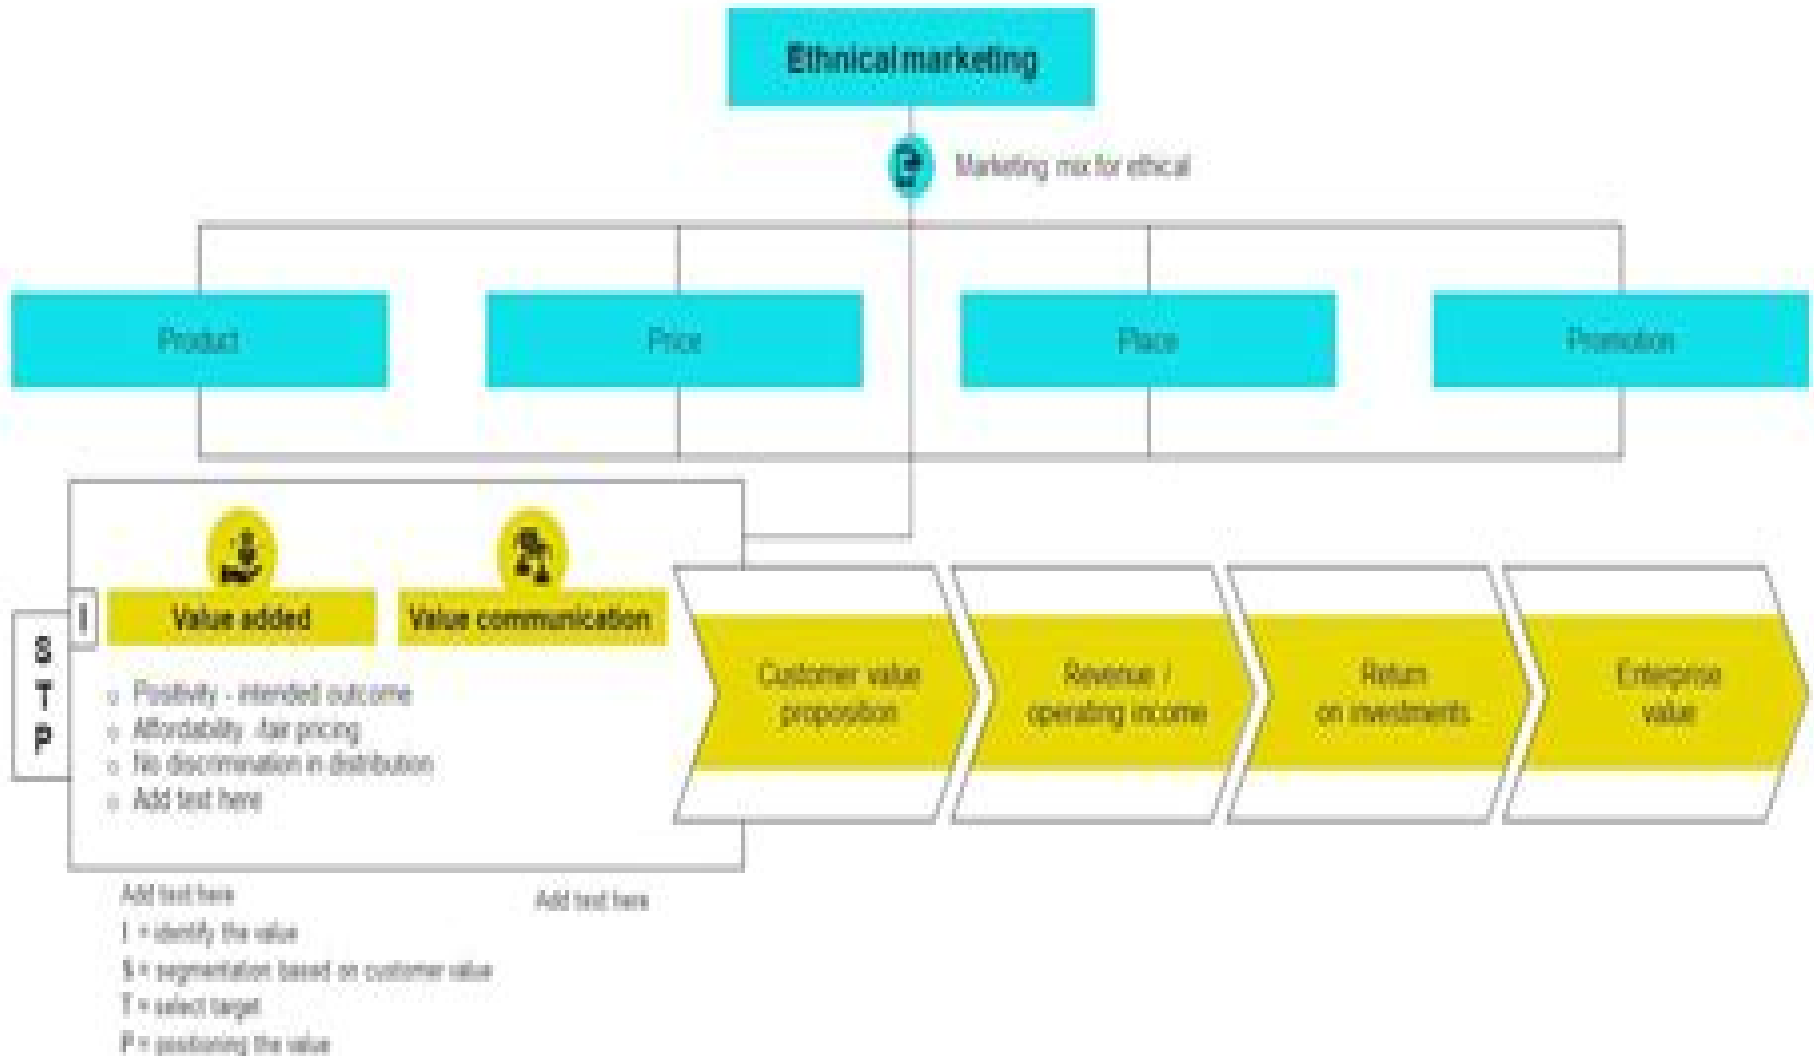 Ethnical marketing
Marketing mix for ethical
Product
Price
Place
Promotion
Value added
Value communication
I
S
T
P
o Positivity - intended outcome
o Affordability -fair pricing
o No discrimination in distribution
o Add text here
Customer value
proposition
Revenue /
operating income
Return
on investments
Enterprise
value
Add text here
Add text here
I = identify the value
S = segmentation based on customer value
T = select target
P = positioning the value